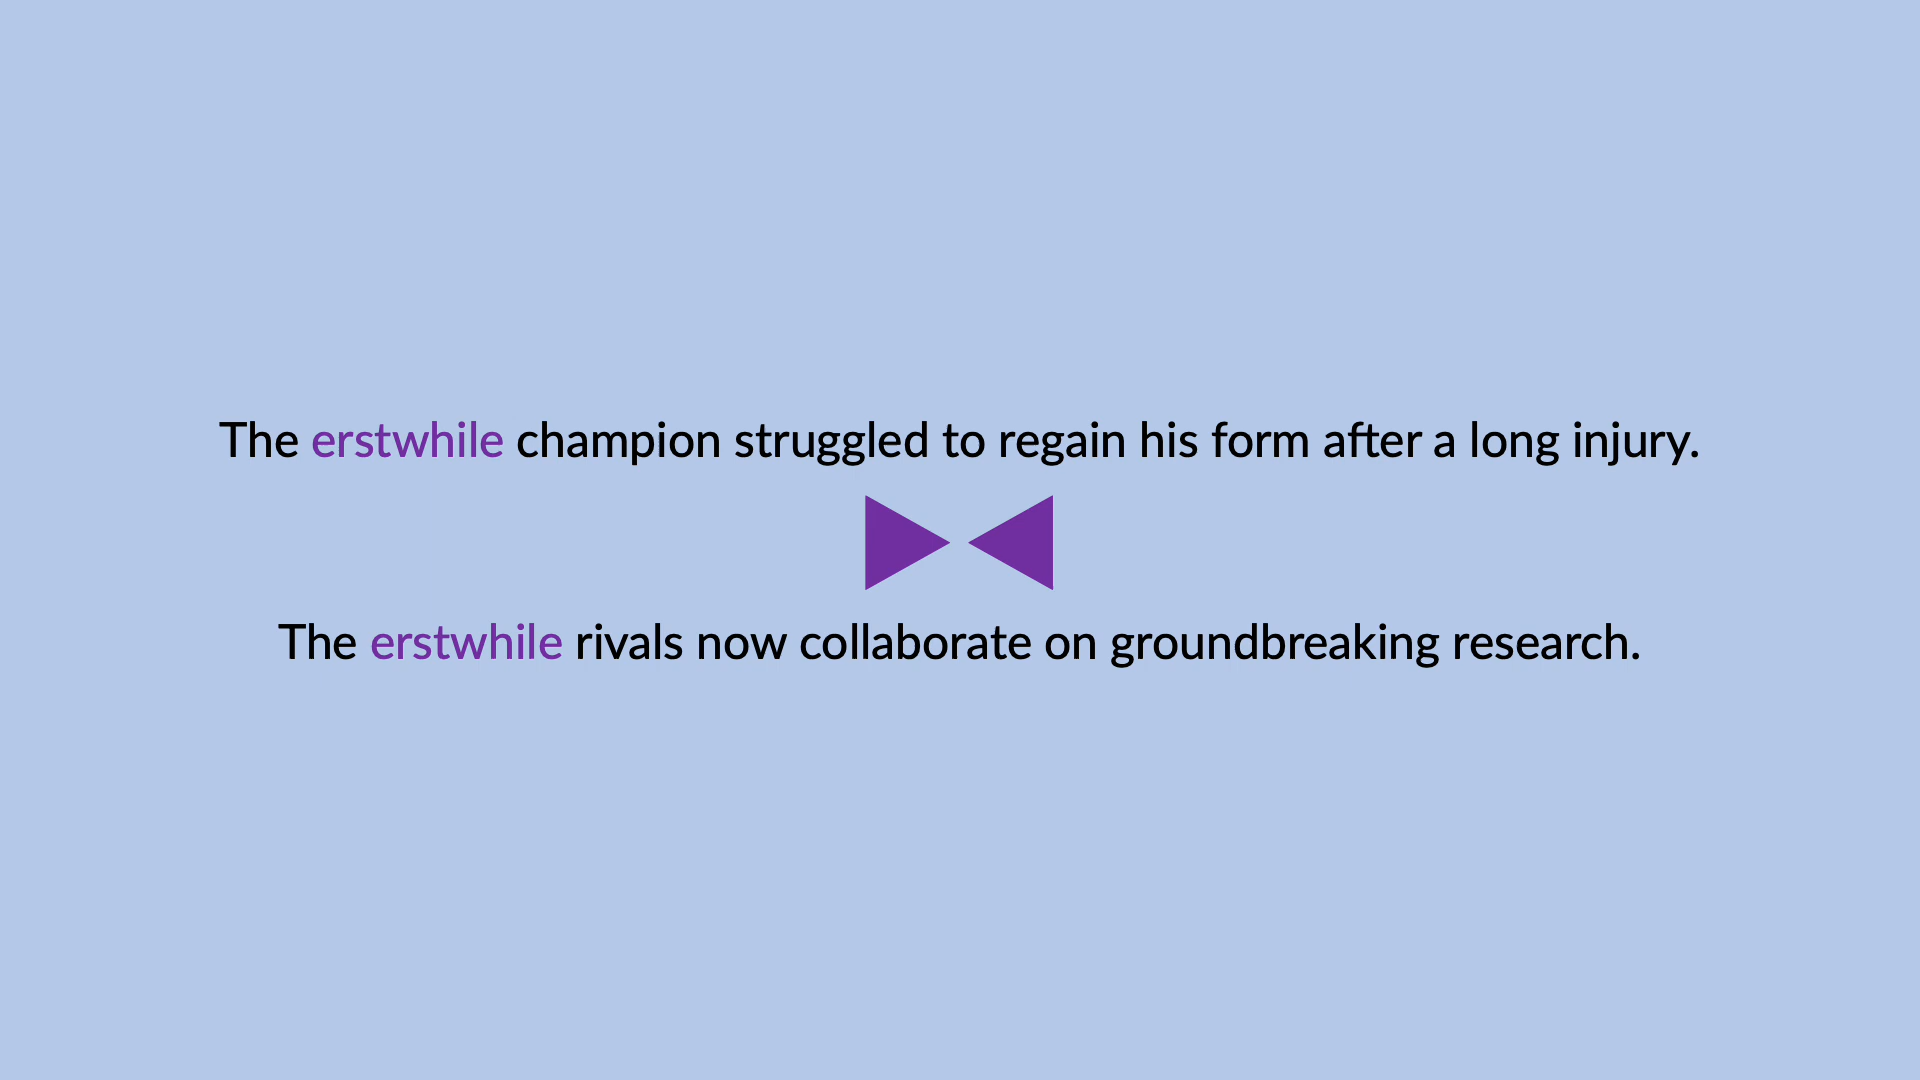 The erstwhile champion struggled to regain his form after a long injury.
The erstwhile rivals now collaborate on groundbreaking research.